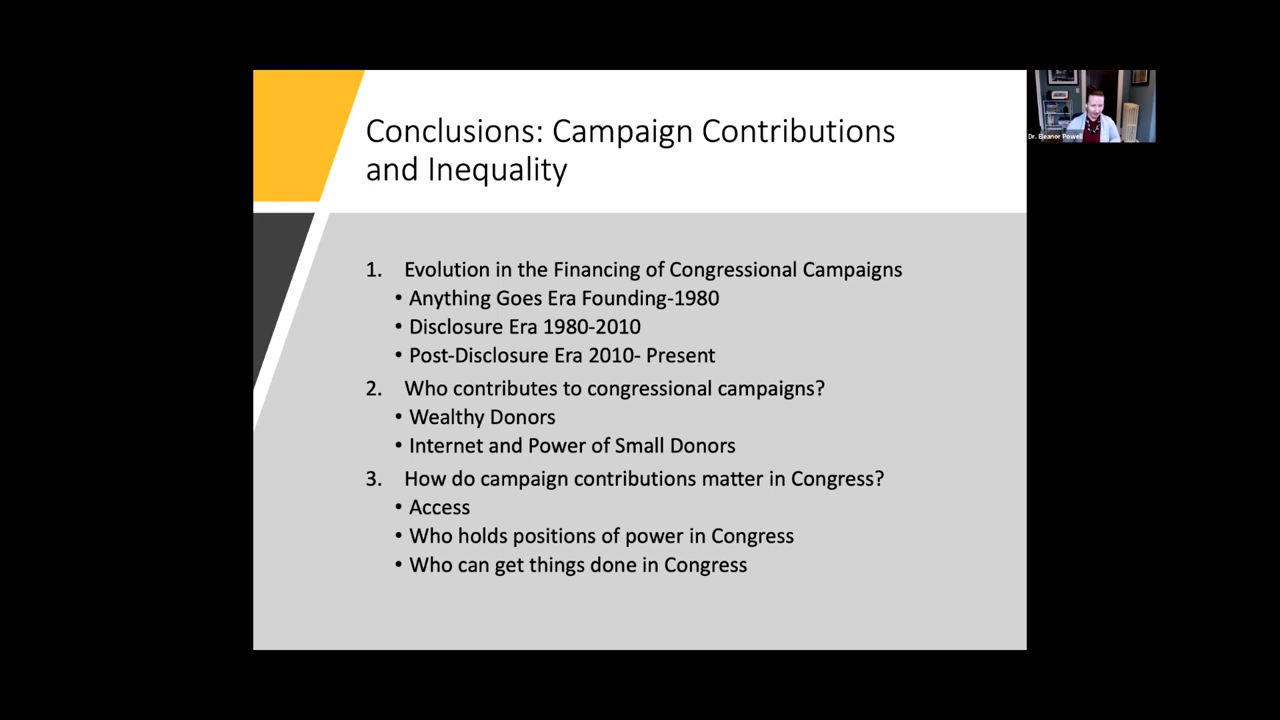 Conclusions: Campaign Contributions
and Inequality
1. Evolution in the Financing of Congressional Campaigns
• Anything Goes Era Founding-1980
• Disclosure Era 1980-2010
• Post-Disclosure Era 2010- Present
2. Who contributes to congressional campaigns?
• Wealthy Donors
• Internet and Power of Small Donors
3. How do campaign contributions matter in Congress?
• Access
• Who holds positions of power in Congress
• Who can get things done in Congress
Dr. Eleanor Powell